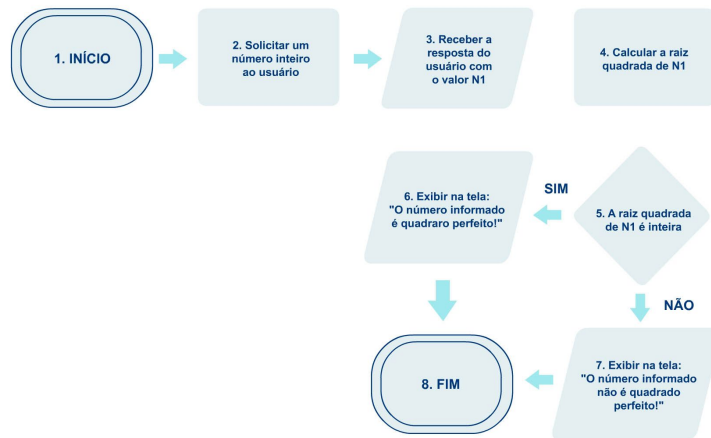 1. INÍCIO
2. Solicitar um
número inteiro
ao usuário
3. Receber a
resposta do
usuário com
o valor N1
4. Calcular a raiz
quadrada de N1
5. A raiz quadrada
de N1 é inteira
SIM
6. Exibir na tela:
"O número informado
é quadraro perfeito!"
NÃO
7. Exibir na tela:
"O número informado
não é quadrado
perfeito!"
8. FIM